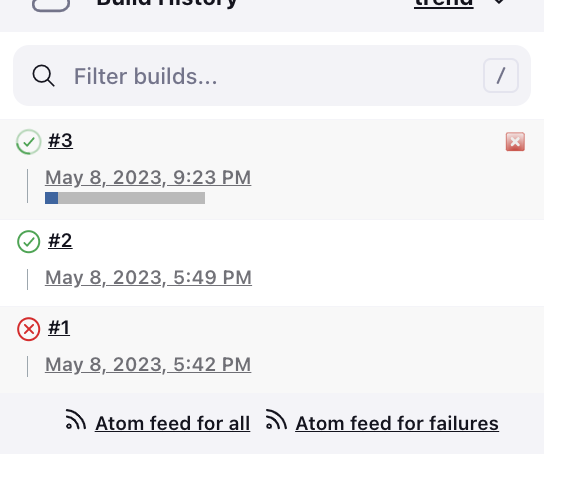 Build History trend
Filter builds... /
#3
May 8, 2023, 9:23 PM
#2
May 8, 2023, 5:49 PM
#1
May 8, 2023, 5:42 PM
Atom feed for all Atom feed for failures